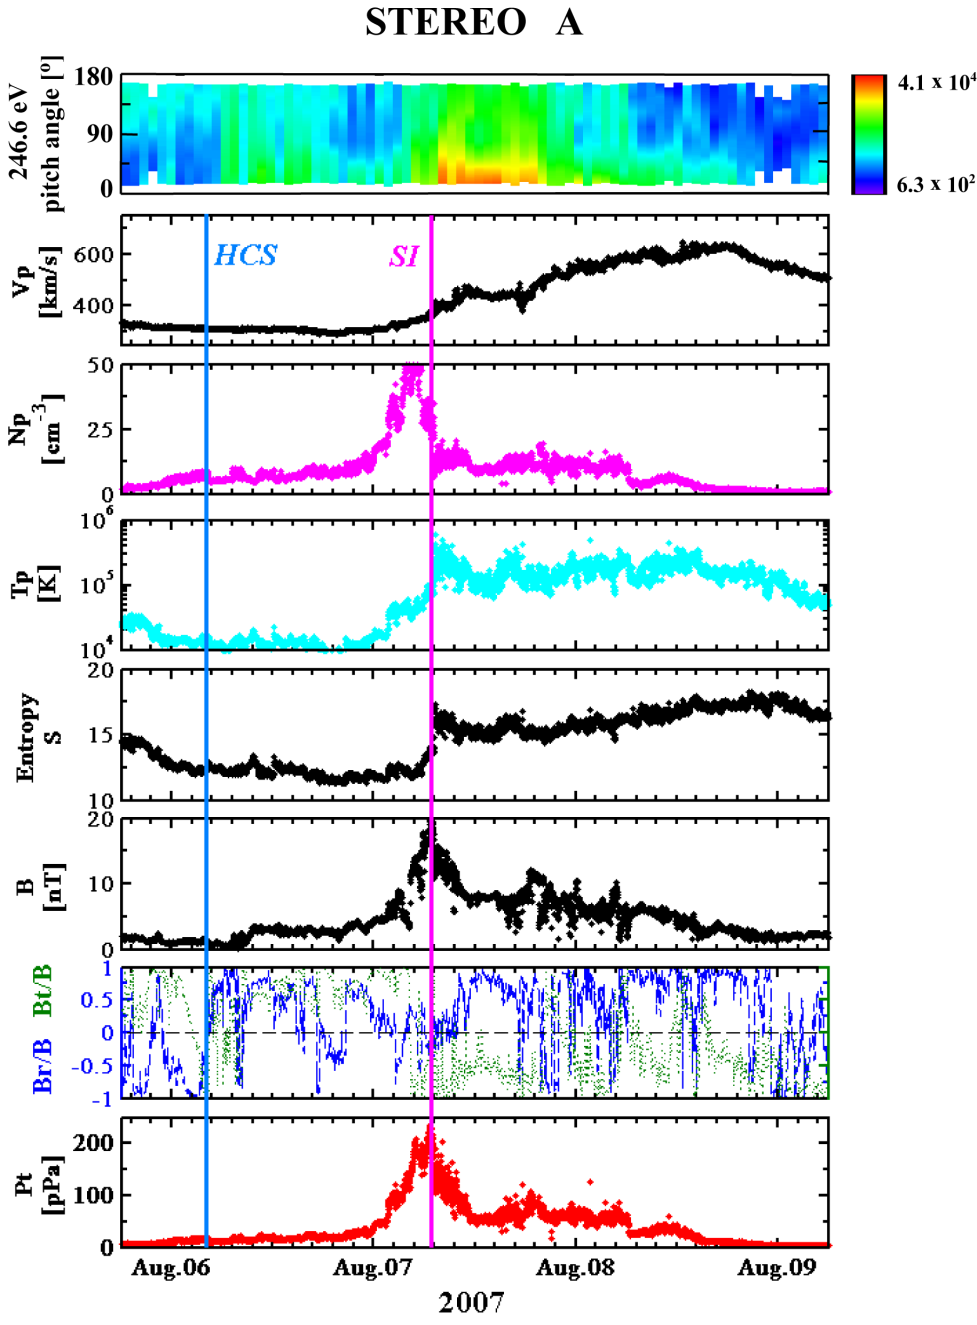 STEREO A
246.6 eV
pitch angle [º]
180
90
0
4.1 x 10⁴
6.3 x 10²
Vp
[km/s]
600
400
HCS
SI
Np
[cm⁻³]
50
25
0
Tp
[K]
10⁶
10⁵
10⁴
Entropy
S
20
15
10
B
[nT]
20
10
0
Br/B Bt/B
1
0.5
0
-0.5
-1
Pt
[pPa]
200
100
0
Aug.06 Aug.07 Aug.08 Aug.09
2007